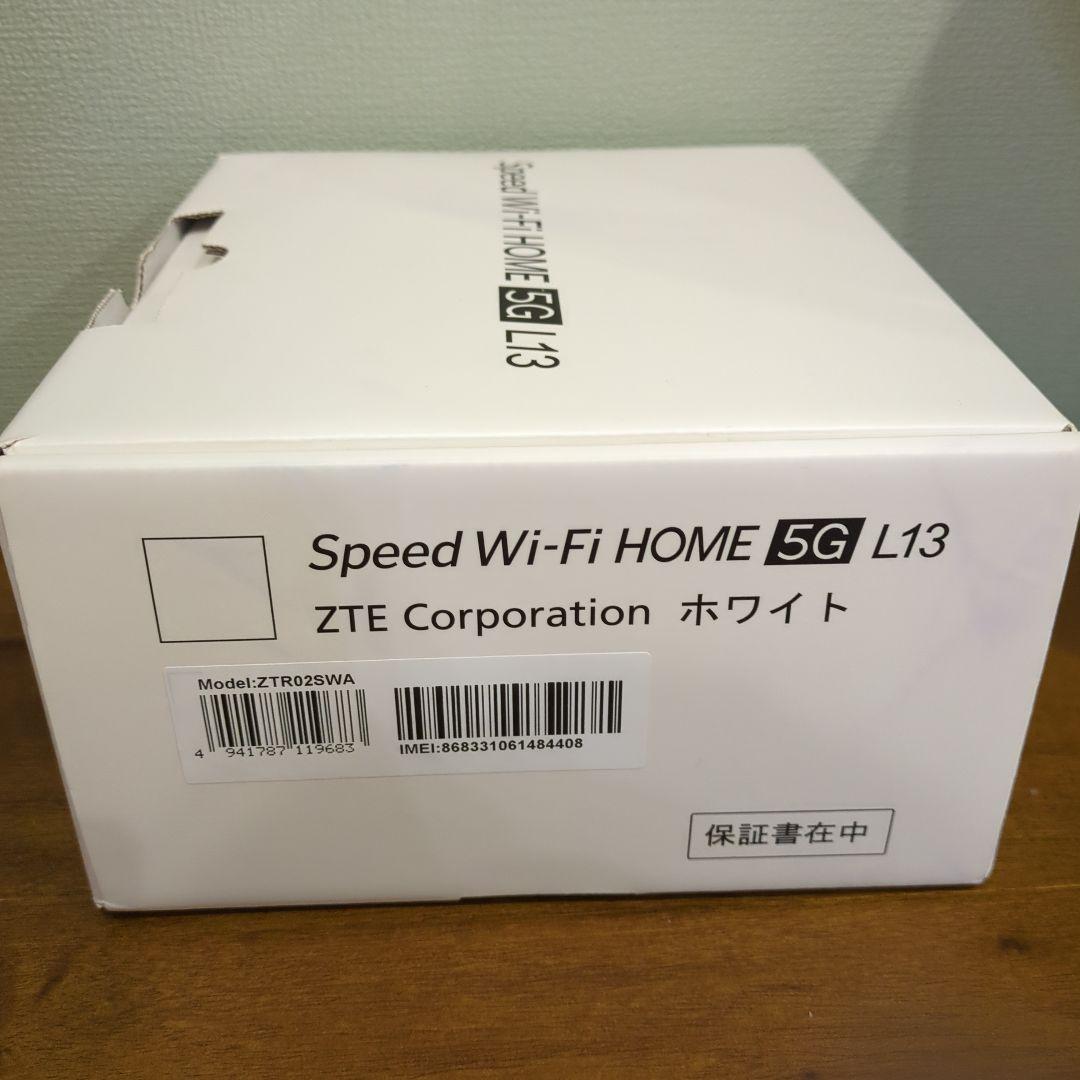 Speed Wi-Fi HOME 5G L13
Speed Wi-Fi HOME 5G L13
ZTE Corporation ホワイト
Model:ZTR02SWA
4 941787 119683
IMEI:868331061484408
保証書在中